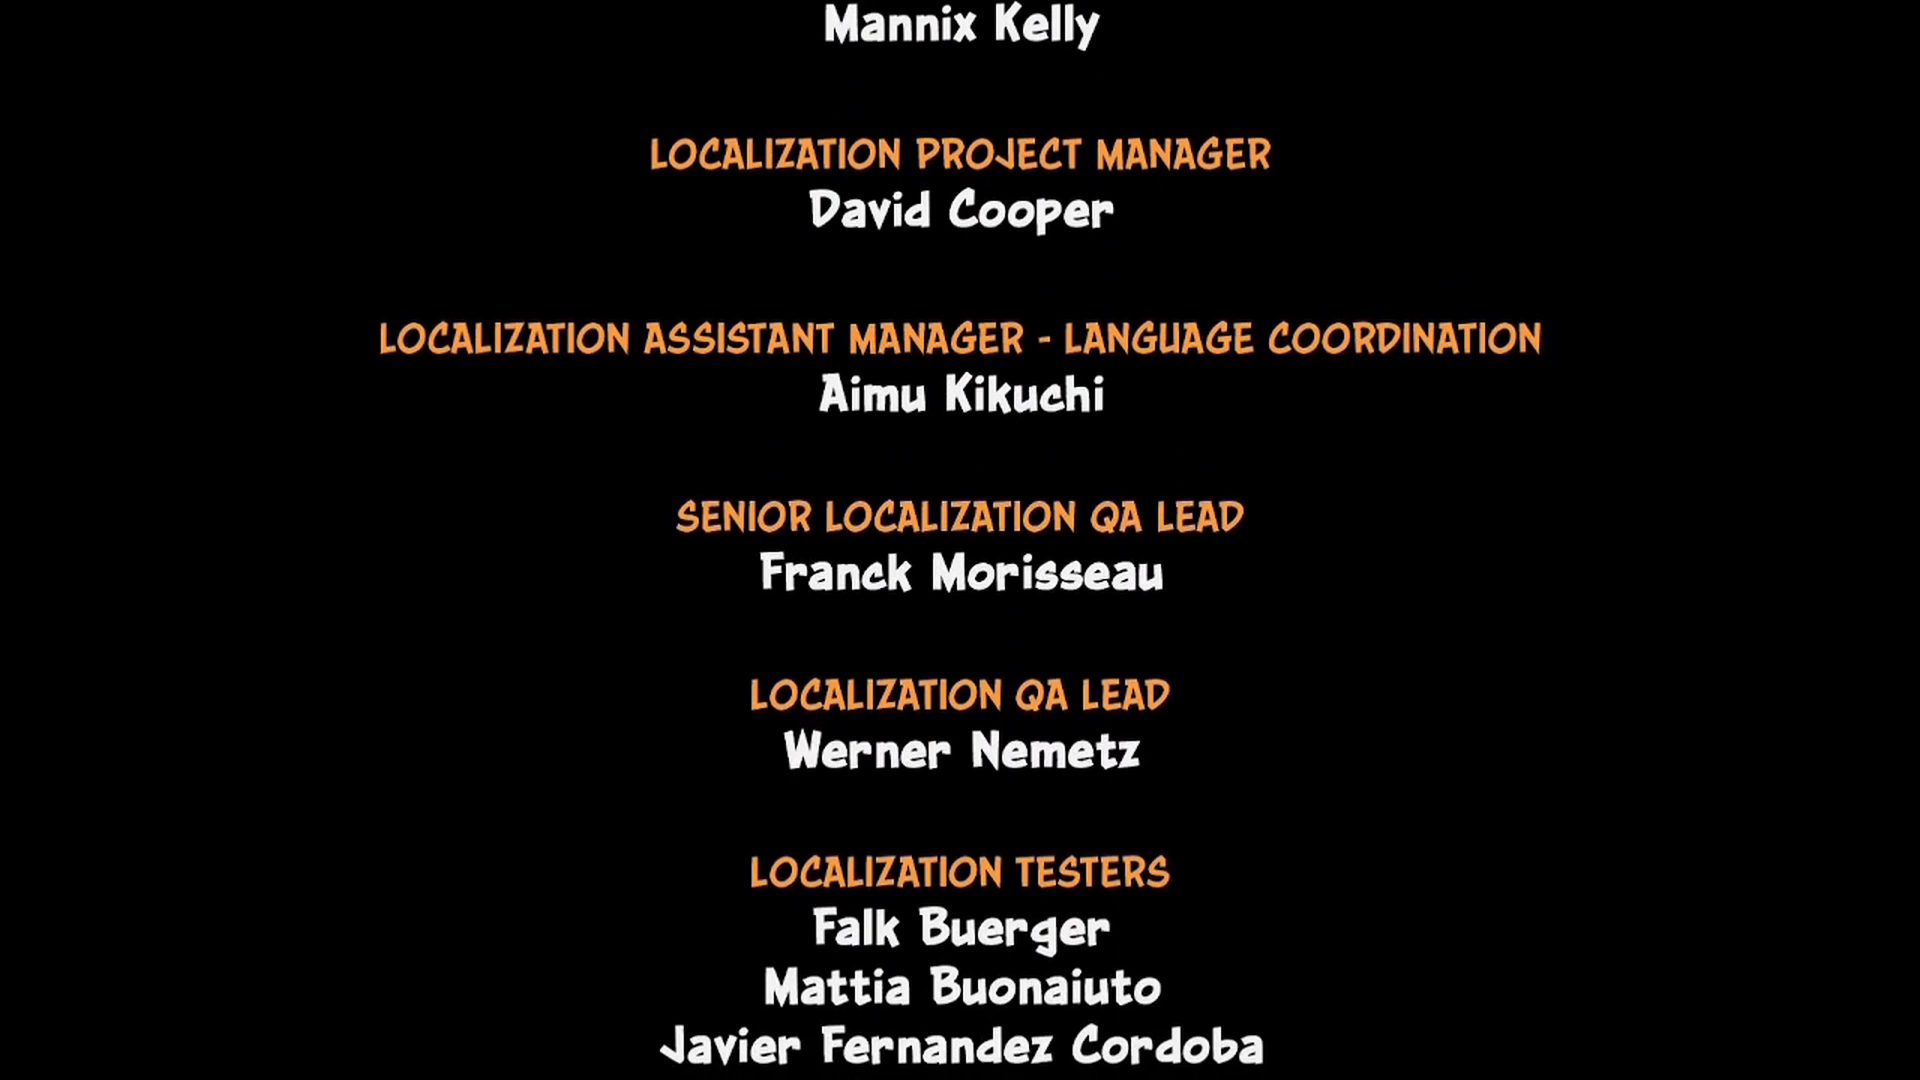 Mannix Kelly
LOCALIZATION PROJECT MANAGER
David Cooper
LOCALIZATION ASSISTANT MANAGER - LANGUAGE COORDINATION
Aimu Kikuchi
SENIOR LOCALIZATION QA LEAD
Franck Morisseau
LOCALIZATION QA LEAD
Werner Nemetz
LOCALIZATION TESTERS
Falk Buerger
Mattia Buonaiuto
Javier Fernandez Cordoba